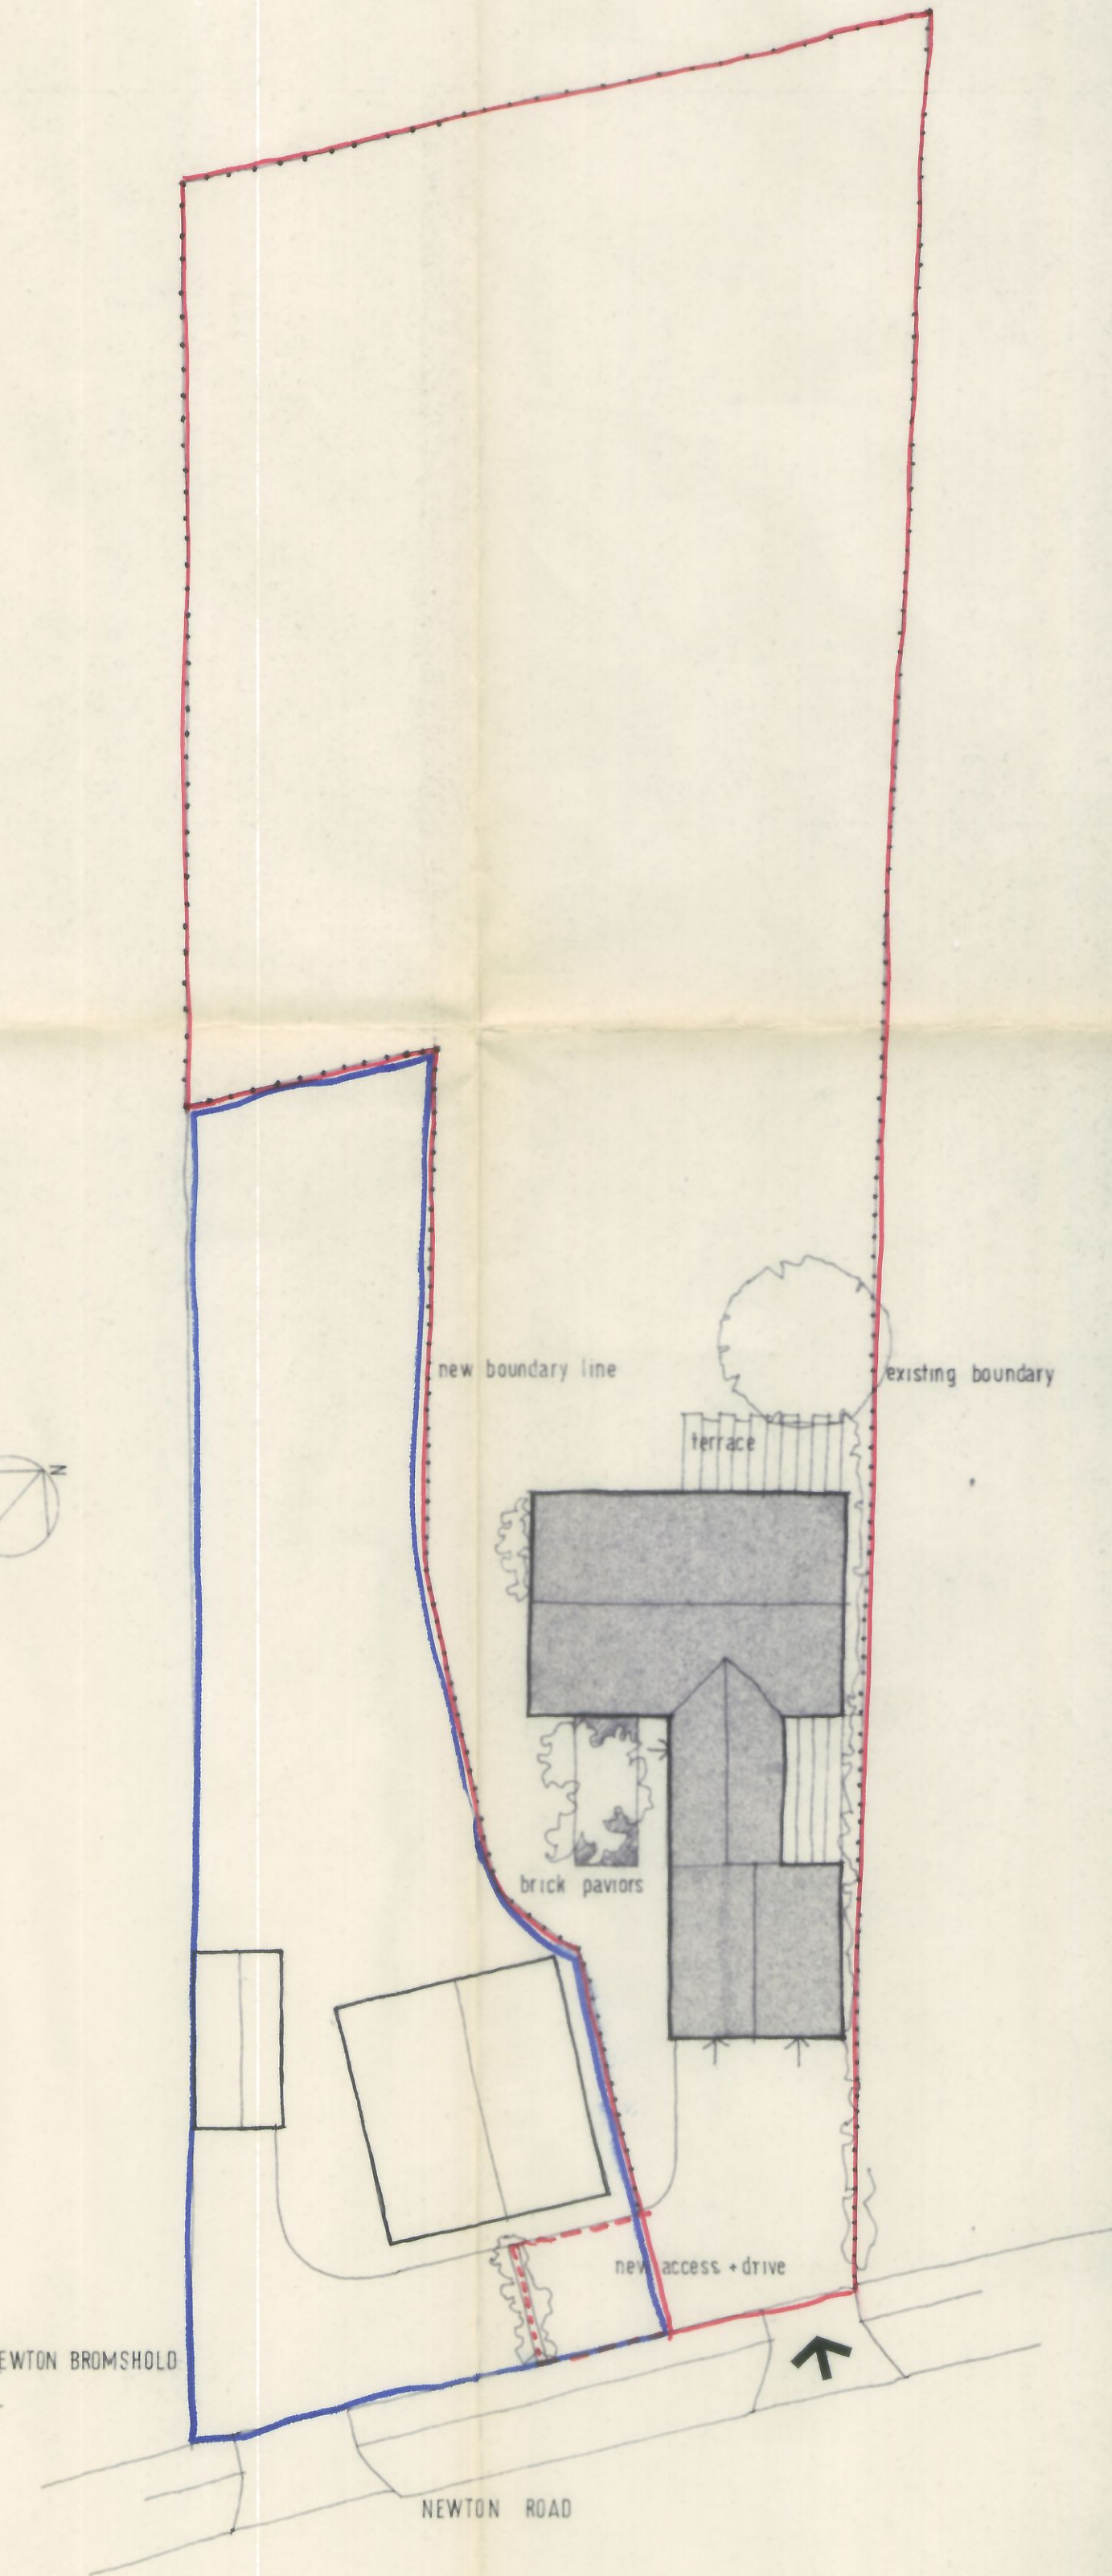 new boundary line
existing boundary
terrace
N
brick paviors
new access + drive
EWTON BROMSHOLD
NEWTON ROAD